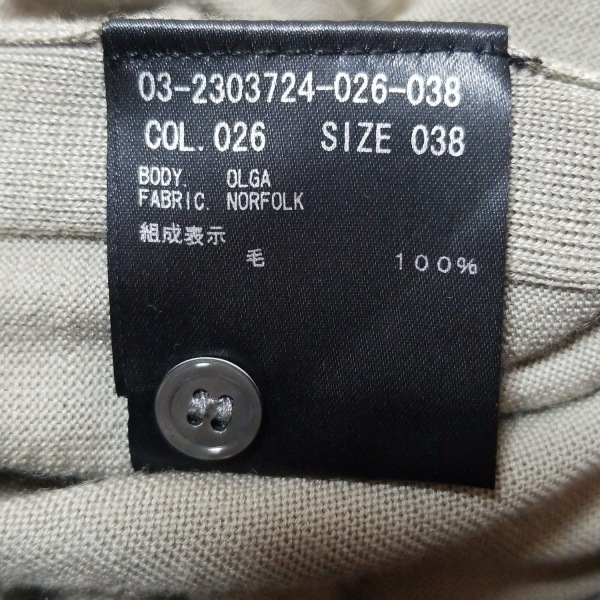 03-2303724-026-038
COL. 026 SIZE 038
BODY. OLGA
FABRIC. NORFOLK
組成表示
毛 100%